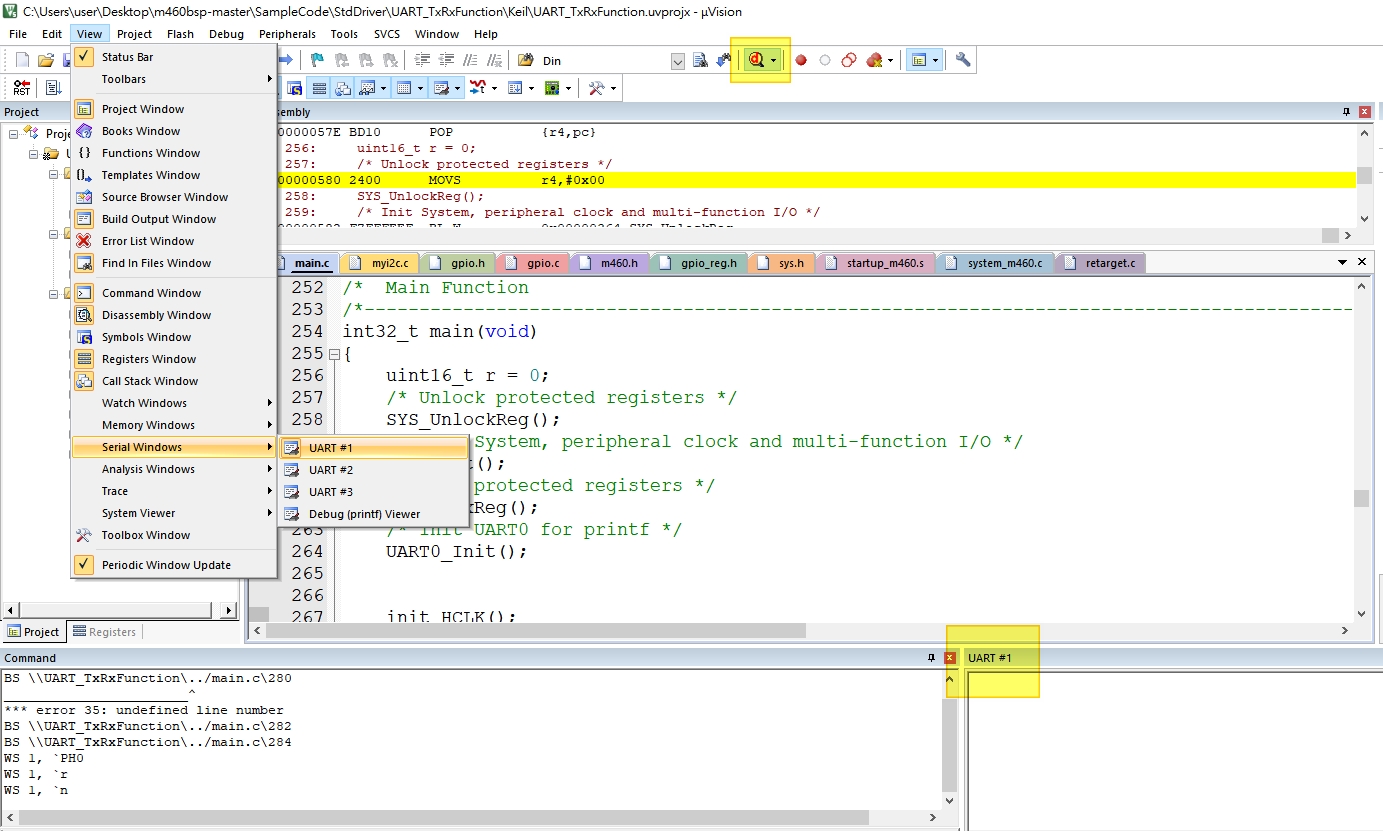 C:\Users\user\Desktop\m460bsp-master\SampleCode\StdDriver\UART_TxRxFunction\Keil\UART_TxRxFunction.uvprojx - µVision
File Edit View Project Flash Debug Peripherals Tools SVCS Window Help
Din
RST
Status Bar
Toolbars
Project Window
Books Window
Functions Window
Templates Window
Source Browser Window
Build Output Window
Error List Window
Find In Files Window
Command Window
Disassembly Window
Symbols Window
Registers Window
Call Stack Window
Watch Windows
Memory Windows
Serial Windows
Analysis Windows
Trace
System Viewer
Toolbox Window
Periodic Window Update
UART #1
UART #2
UART #3
Debug (printf) Viewer
Project
Proje
embly
0000057E BD10 POP {r4,pc}
256: uint16_t r = 0;
257: /* Unlock protected registers */
00000580 2400 MOVS r4,#0x00
258: SYS_UnlockReg();
259: /* Init System, peripheral clock and multi-function I/O */
main.c myi2c.c gpio.h gpio.c m460.h gpio_reg.h sys.h startup_m460.s system_m460.c retarget.c
252 /* Main Function
253 /*---------------------------------------------------------------------------------------------------------
254 int32_t main(void)
255 {
256 uint16_t r = 0;
257 /* Unlock protected registers */
258 SYS_UnlockReg();
System, peripheral clock and multi-function I/O */
t();
protected registers */
kReg();
263 /* Init UART0 for printf */
264 UART0_Init();
265
266
267 init_HCLK();
Project Registers
Command
BS \\UART_TxRxFunction\../main.c\280
_______________________^
*** error 35: undefined line number
BS \\UART_TxRxFunction\../main.c\282
BS \\UART_TxRxFunction\../main.c\284
WS 1, `PH0
WS 1, `r
WS 1, `n
UART #1